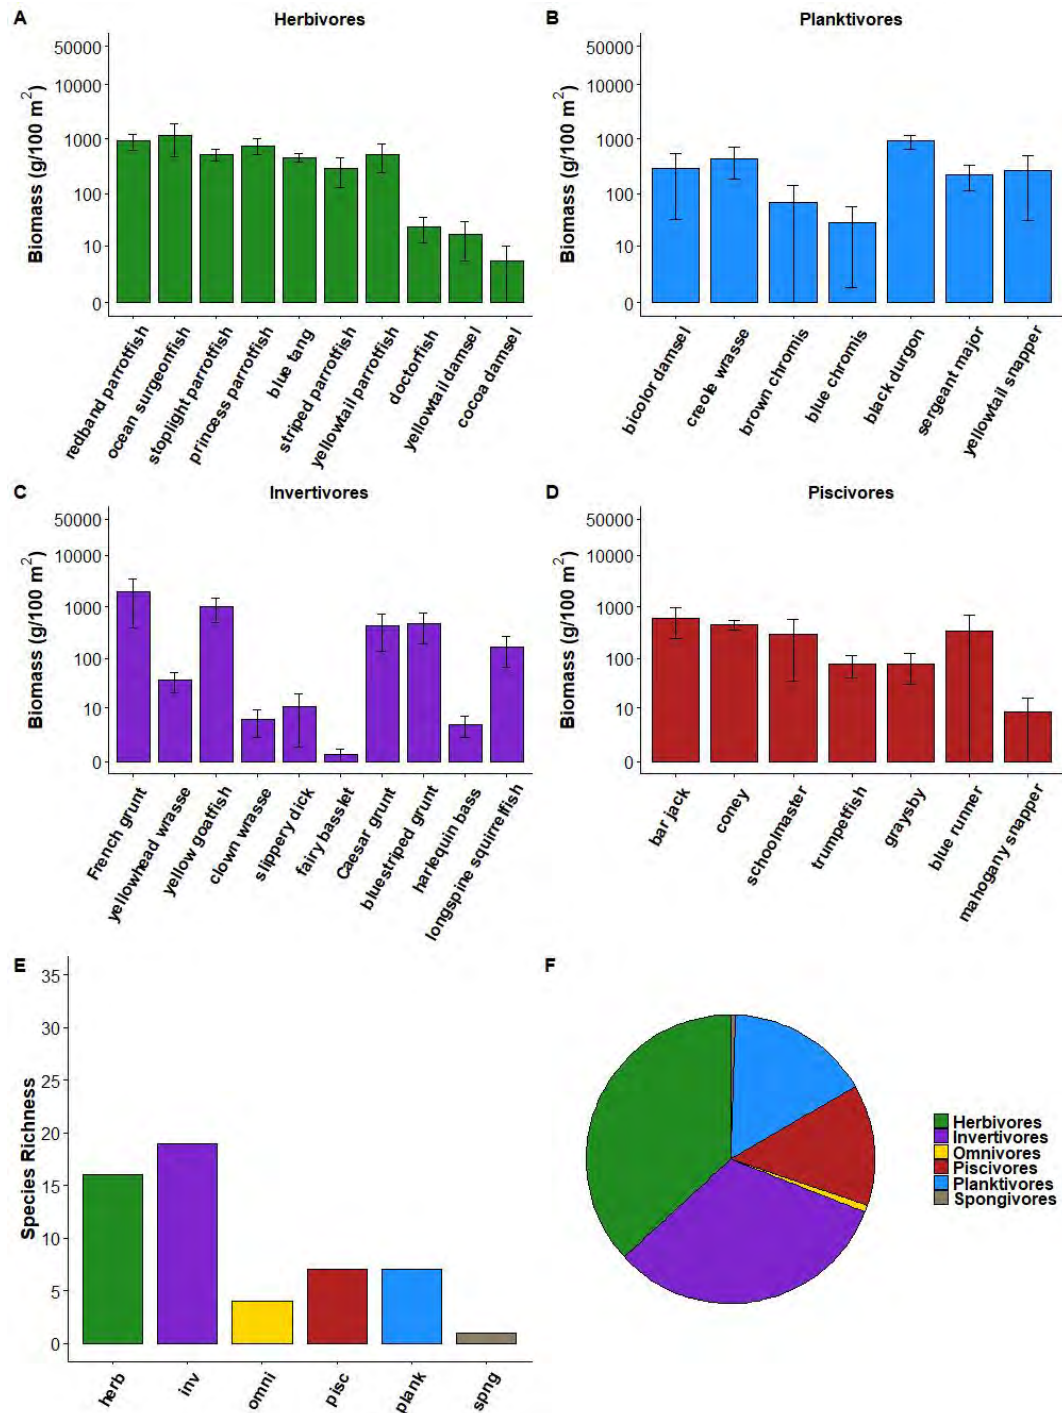 A
Herbivores
Biomass (g/100 m²)
50000
10000
1000
100
10
0
redband parrotfish
ocean surgeonfish
stoplight parrotfish
princess parrotfish
blue tang
striped parrotfish
yellowtail parrotfish
doctorfish
yellowtail damsel
cocoa damsel
B
Planktivores
Biomass (g/100 m²)
50000
10000
1000
100
10
0
bicolor damsel
creole wrasse
brown chromis
blue chromis
black durgon
sergeant major
yellowtail snapper
C
Invertivores
Biomass (g/100 m²)
50000
10000
1000
100
10
0
French grunt
yellowhead wrasse
yellow goatfish
clown wrasse
slippery dick
fairy basslet
Caesar grunt
bluestriped grunt
harlequin bass
longspine squirrelfish
D
Piscivores
Biomass (g/100 m²)
50000
10000
1000
100
10
0
bar jack
coney
schoolmaster
trumpetfish
graysby
blue runner
mahogany snapper
E
Species Richness
35
30
25
20
15
10
5
0
herb
inv
omni
pisc
plank
spng
F
Herbivores
Invertivores
Omnivores
Piscivores
Planktivores
Spongivores